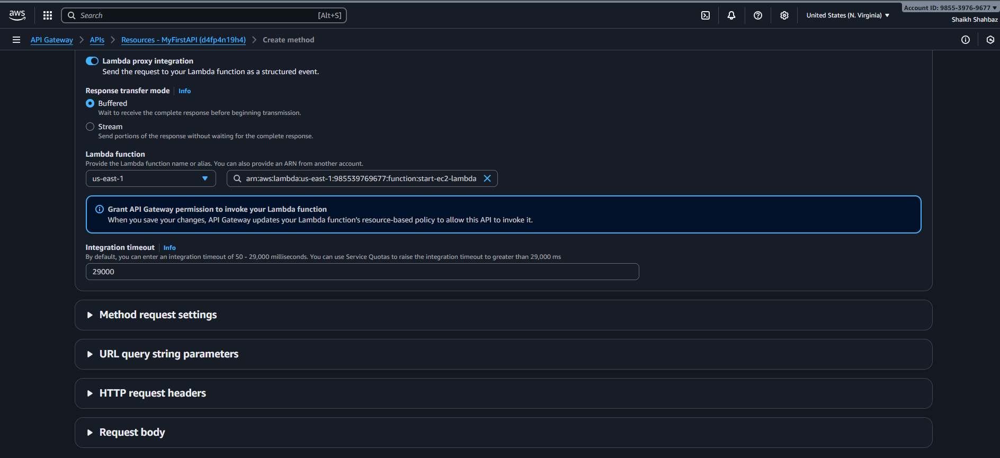 aws
Search [Alt+S]
United States (N. Virginia)
Account ID: 9855-3976-9677
Shaikh Shahbaz
API Gateway
APIs
Resources - MyFirstAPI (d4fp4n19h4)
Create method
Lambda proxy integration
Send the request to your Lambda function as a structured event.
Response transfer mode Info
Buffered
Wait to receive the complete response before beginning transmission.
Stream
Send portions of the response without waiting for the complete response.
Lambda function
Provide the Lambda function name or alias. You can also provide an ARN from another account.
us-east-1
arn:aws:lambda:us-east-1:985539769677:function:start-ec2-lambda
Grant API Gateway permission to invoke your Lambda function
When you save your changes, API Gateway updates your Lambda function's resource-based policy to allow this API to invoke it.
Integration timeout Info
By default, you can enter an integration timeout of 50 - 29,000 milliseconds. You can use Service Quotas to raise the integration timeout to greater than 29,000 ms
29000
Method request settings
URL query string parameters
HTTP request headers
Request body